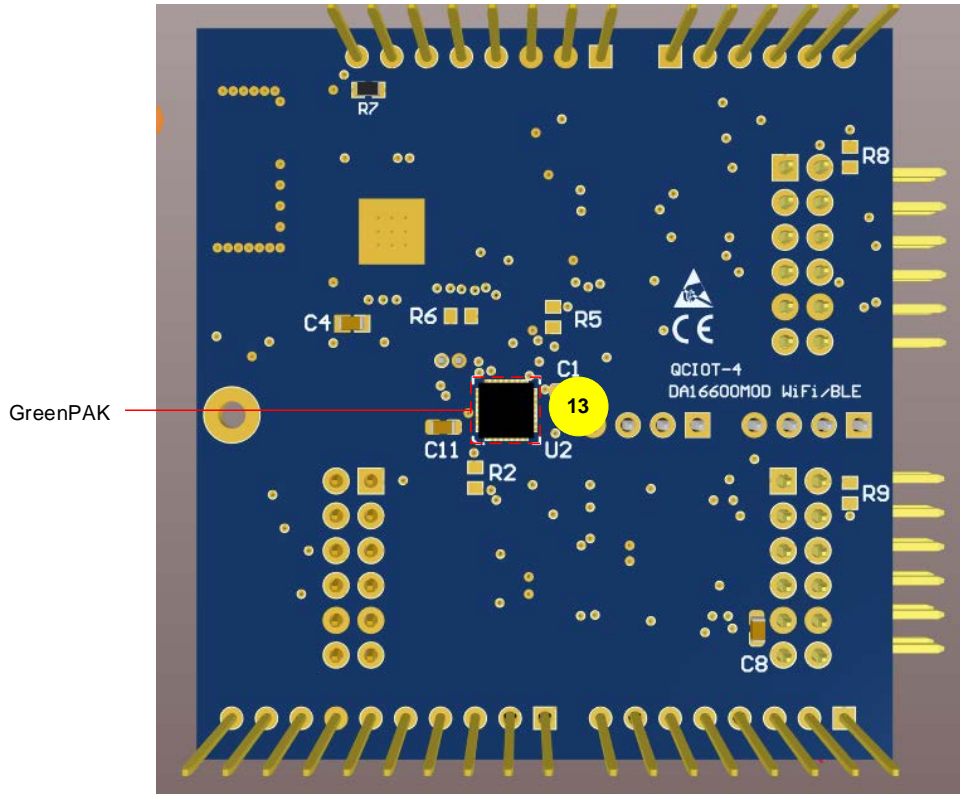 R7
R8
C4
R6
R5
CE
C1
QCIOT-4
DA16600MOD WiFi/BLE
GreenPAK
13
C11
U2
R2
R9
C8